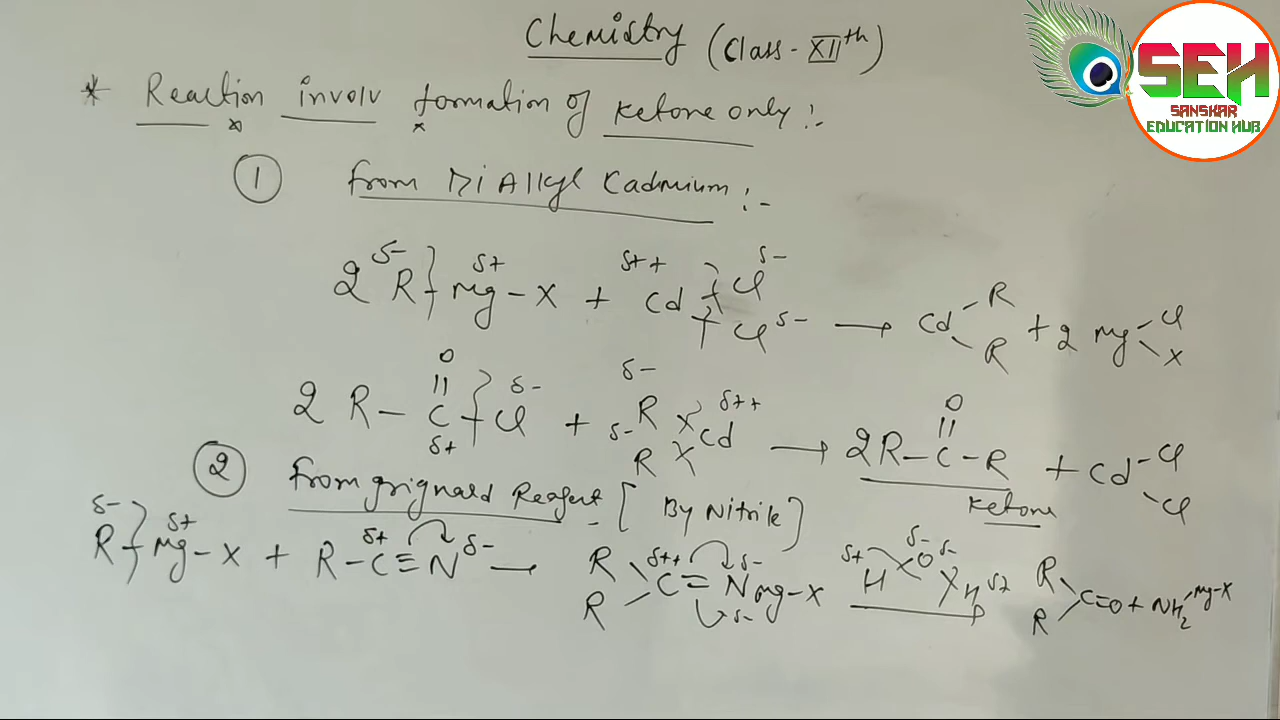 Chemistry (Class-XIIth)
SEH
SANSKAR
EDUCATION HUB
* Reaction involv formation of ketone only:-
① from DiAlkyl Cadmium:-
2 δ- R Mg-X δ+ + δ++ Cd Cl δ- Cl δ- → Cd R R + 2 Mg Cl X
2 R-C Cl δ- O δ+ + δ- R δ- R Cd δ++ → 2R-C-R O + Cd Cl Cl
ketone
② from grignard Reagent:- [By Nitrile]
δ- R Mg-X δ+ + R-C≡N δ+ δ- → R R C=N Mg-X δ++ δ- δ- H O H δ+ δ- δ- δ+ → R R C=O + NH2 Mg-X